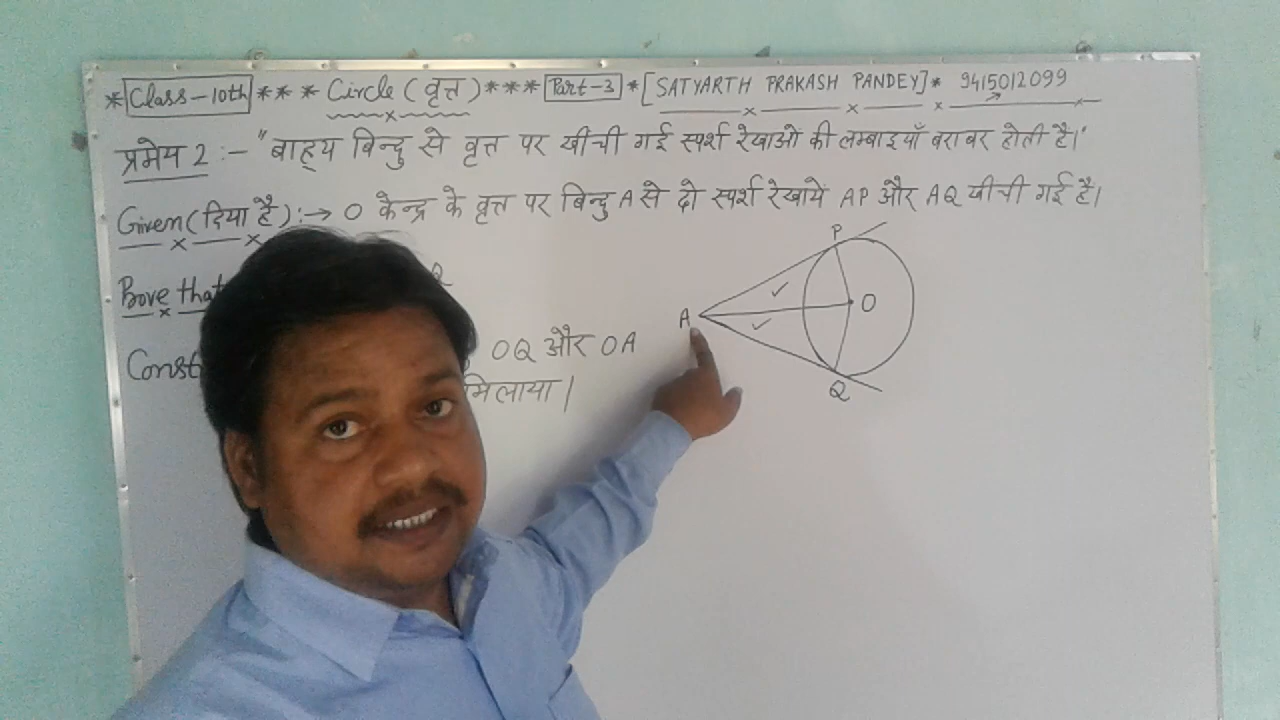 *Class-10th*** Circle (वृत्त) *** Part-3 *[SATYARTH PRAKASH PANDEY]* 9415012099
प्रमेय 2 :- "बाह्य बिन्दु से वृत्त पर खीची गई स्पर्श रेखाओ की लम्बाइयाँ बराबर होती है।"
Given (दिया है) :→ O केन्द्र के वृत्त पर बिन्दु A से दो स्पर्श रेखायें AP और AQ खीची गई है।
Prove that
Const
OQ और OA
मिलाया।
P
A
O
Q